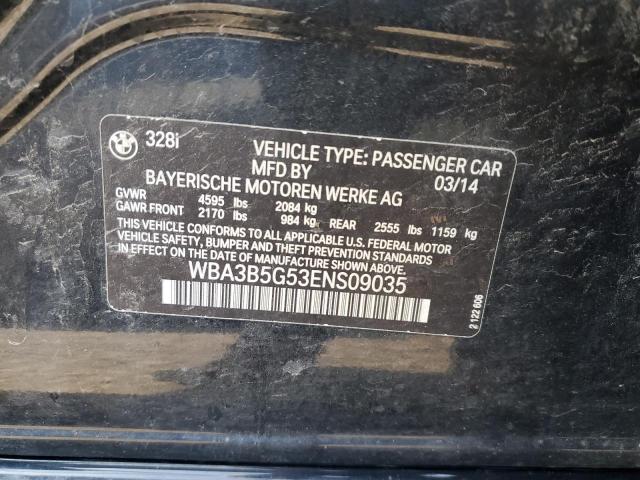 BMW
328i
VEHICLE TYPE: PASSENGER CAR
MFD BY 03/14
BAYERISCHE MOTOREN WERKE AG
GVWR 4595 lbs 2084 kg
GAWR FRONT 2170 lbs 984 kg REAR 2555 lbs 1159 kg
THIS VEHICLE CONFORMS TO ALL APPLICABLE U.S. FEDERAL MOTOR
VEHICLE SAFETY, BUMPER AND THEFT PREVENTION STANDARDS
IN EFFECT ON THE DATE OF MANUFACTURE SHOWN ABOVE.
WBA3B5G53ENS09035
2 122 606